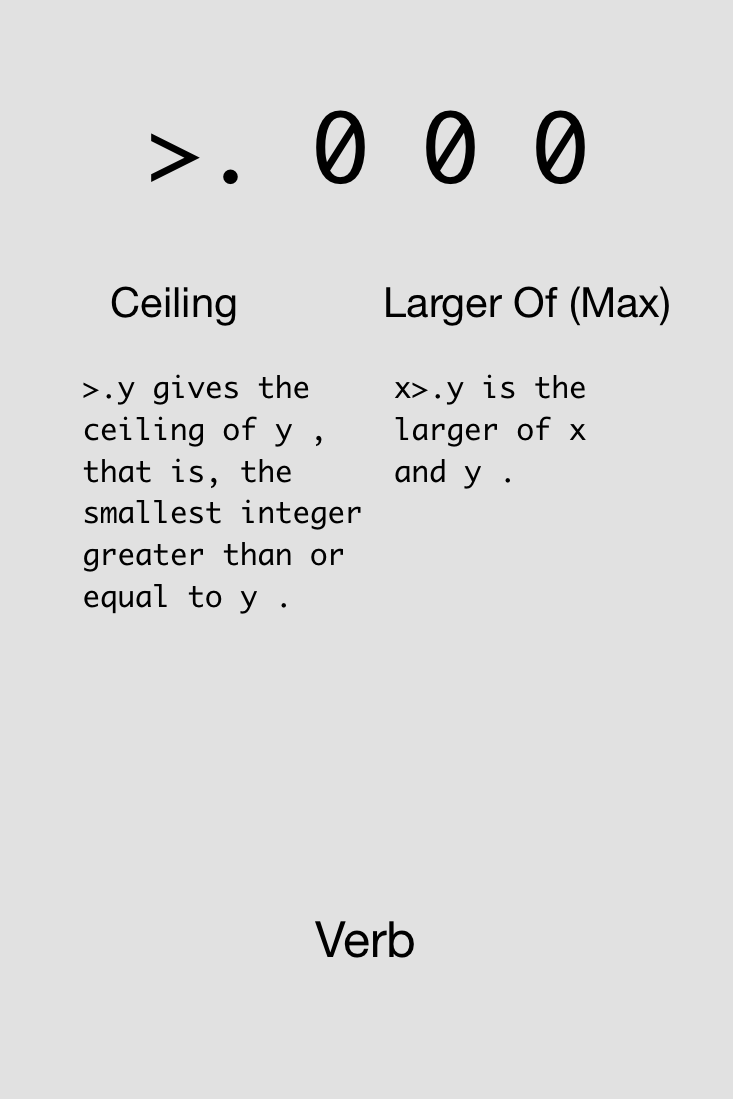 >. 0 0 0
Ceiling
>.y gives the
ceiling of y ,
that is, the
smallest integer
greater than or
equal to y .
Larger Of (Max)
x>.y is the
larger of x
and y .
Verb